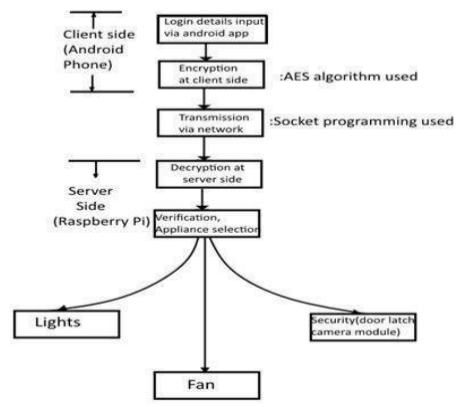 Client side
(Android
Phone)
Login details input
via android app
Encryption
at client side
:AES algorithm used
Transmission
via network
:Socket programming used
Decryption at
server side
Server
Side
(Raspberry Pi)
Verification,
Appliance selection
Lights
Fan
Security(door latch
camera module)